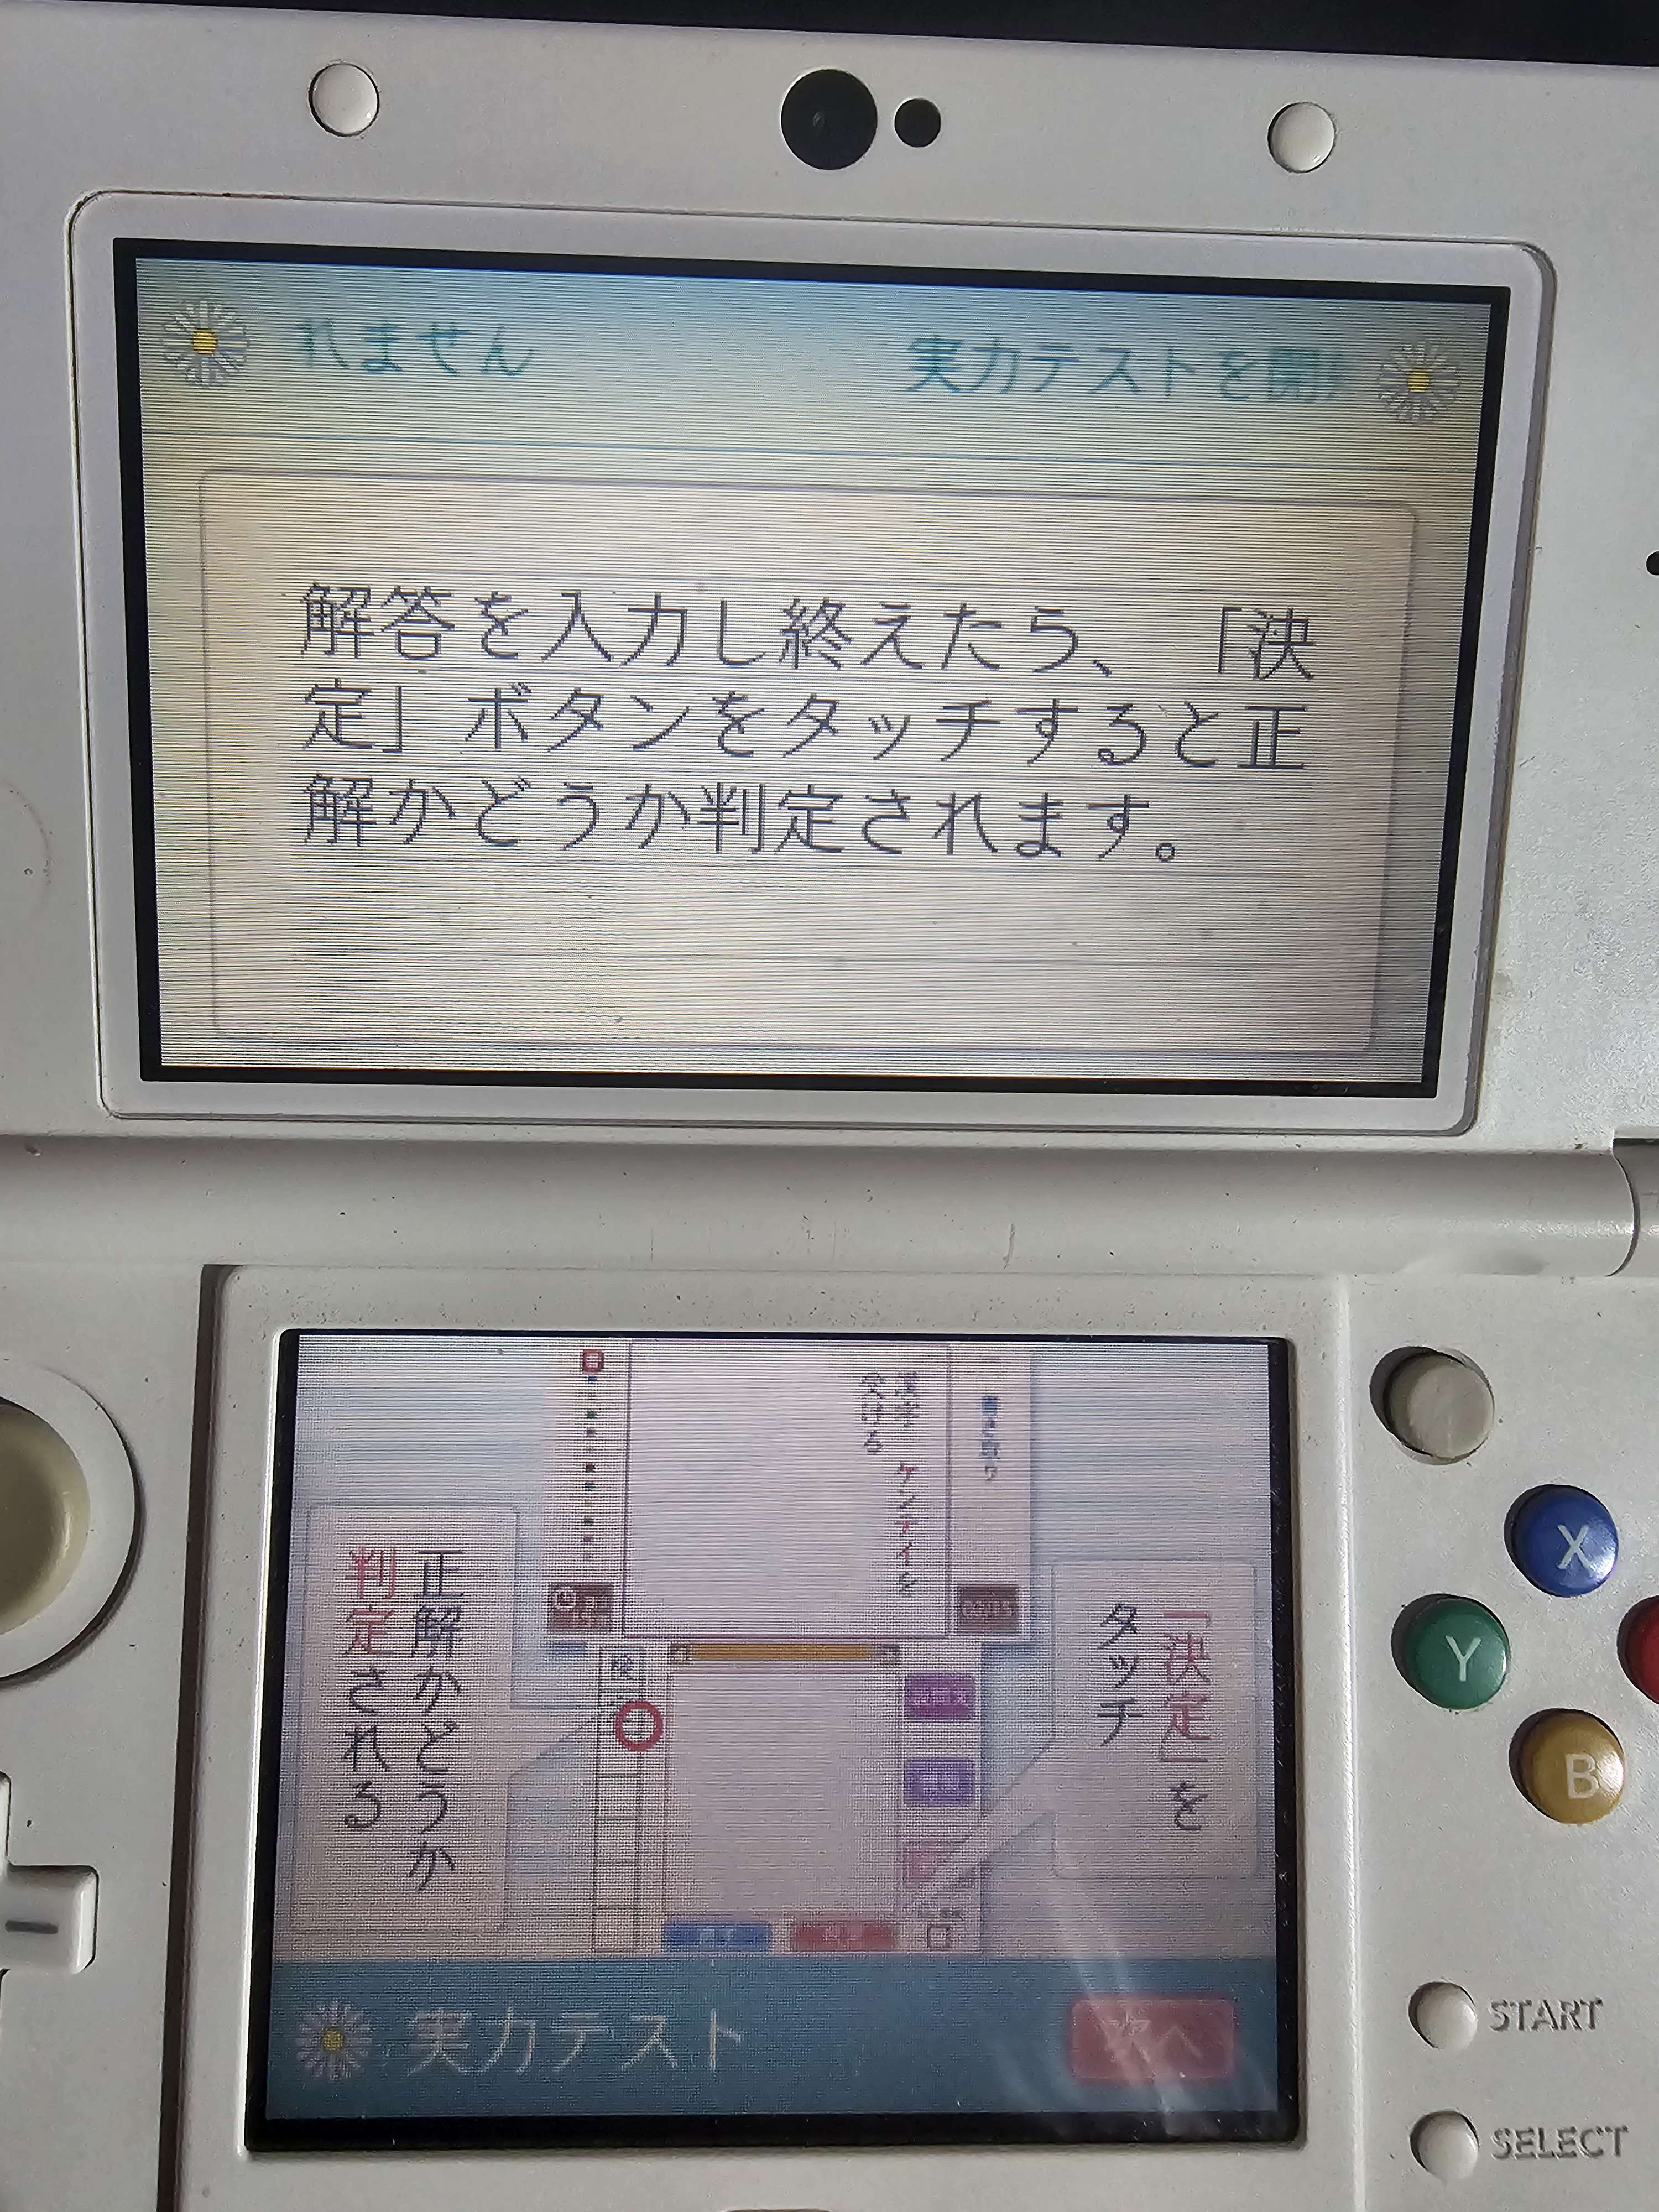 れません 実力テストを開
解答を入力し終えたら、「決
定」ボタンをタッチすると正
解かどうか判定されます。
書き取り
漢字 ケンテイ
受ける
「決定」を
タッチ
正解かどうか
判定される
実力テスト
次へ
X
Y
B
START
SELECT